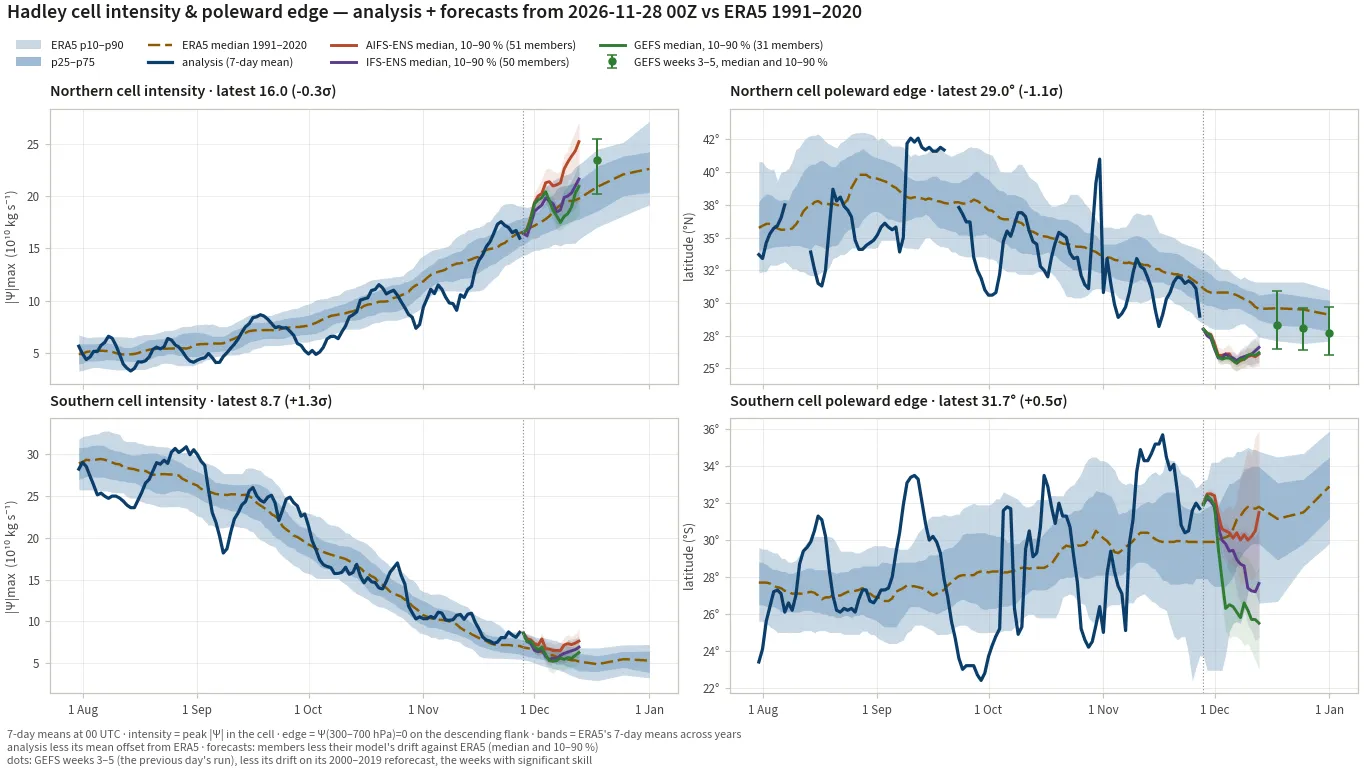 Hadley cell intensity & poleward edge — analysis + forecasts from 2026-11-28 00Z vs ERA5 1991–2020
ERA5 p10–p90
ERA5 median 1991–2020
AIFS-ENS median, 10–90 % (51 members)
GEFS median, 10–90 % (31 members)
p25–p75
analysis (7-day mean)
IFS-ENS median, 10–90 % (50 members)
GEFS weeks 3–5, median and 10–90 %
Northern cell intensity · latest 16.0 (-0.3σ)
|Ψ|max (10¹⁰ kg s⁻¹)
25
20
15
10
5
Northern cell poleward edge · latest 29.0° (-1.1σ)
latitude (°N)
42°
40°
38°
35°
32°
30°
28°
25°
Southern cell intensity · latest 8.7 (+1.3σ)
|Ψ|max (10¹⁰ kg s⁻¹)
30
25
20
15
10
5
1 Aug
1 Sep
1 Oct
1 Nov
1 Dec
1 Jan
Southern cell poleward edge · latest 31.7° (+0.5σ)
latitude (°S)
36°
34°
32°
30°
28°
26°
24°
22°
1 Aug
1 Sep
1 Oct
1 Nov
1 Dec
1 Jan
7-day means at 00 UTC · intensity = peak |Ψ| in the cell · edge = Ψ(300–700 hPa)=0 on the descending flank · bands = ERA5's 7-day means across years
analysis less its mean offset from ERA5 · forecasts: members less their model's drift against ERA5 (median and 10–90 %)
dots: GEFS weeks 3–5 (the previous day's run), less its drift on its 2000–2019 reforecast, the weeks with significant skill